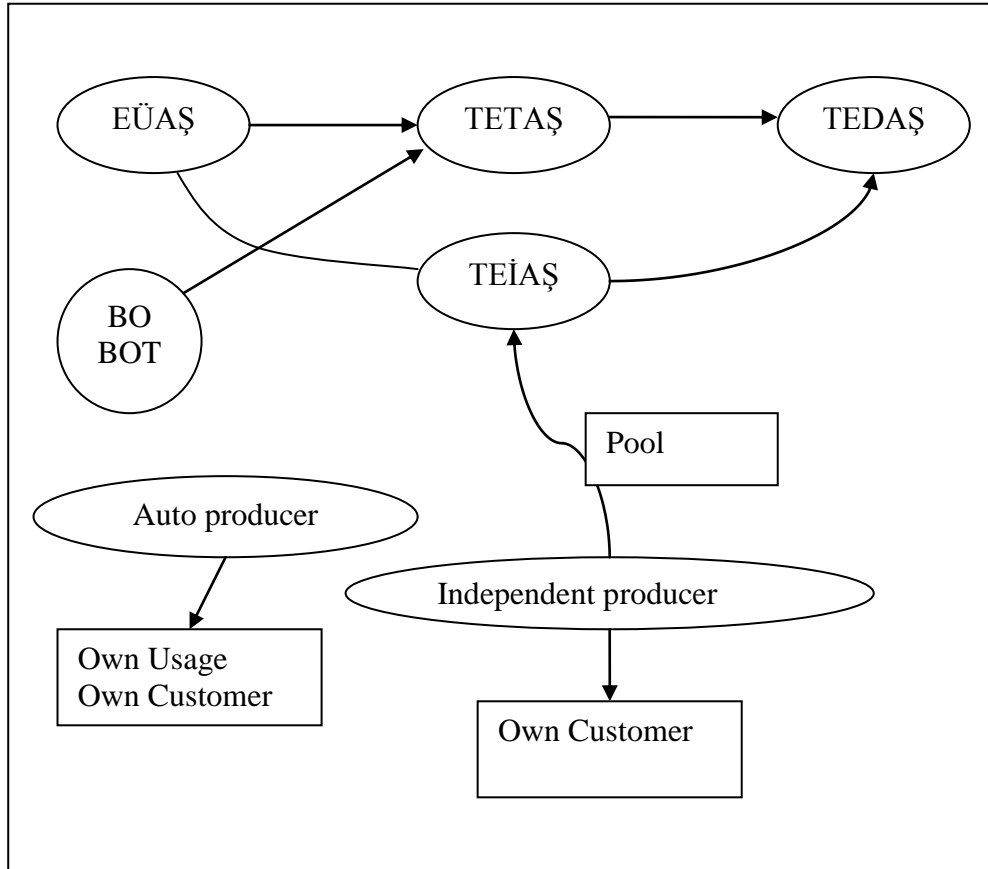 EÜAŞ
TETAŞ
TEDAŞ
TEİAŞ
BO
BOT
Pool
Auto producer
Independent producer
Own Usage
Own Customer
Own Customer